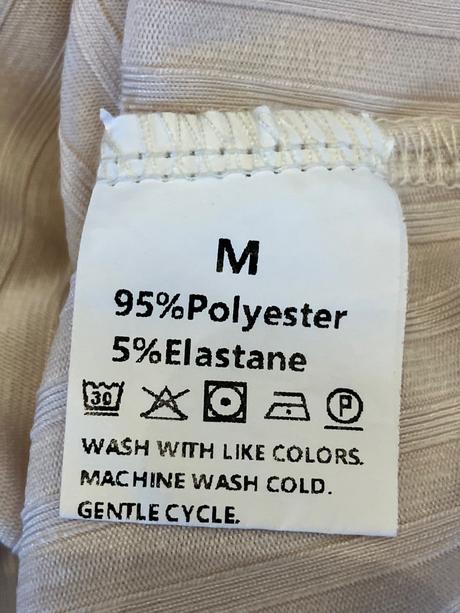 M
95%Polyester
5%Elastane
30 P
WASH WITH LIKE COLORS.
MACHINE WASH COLD.
GENTLE CYCLE.